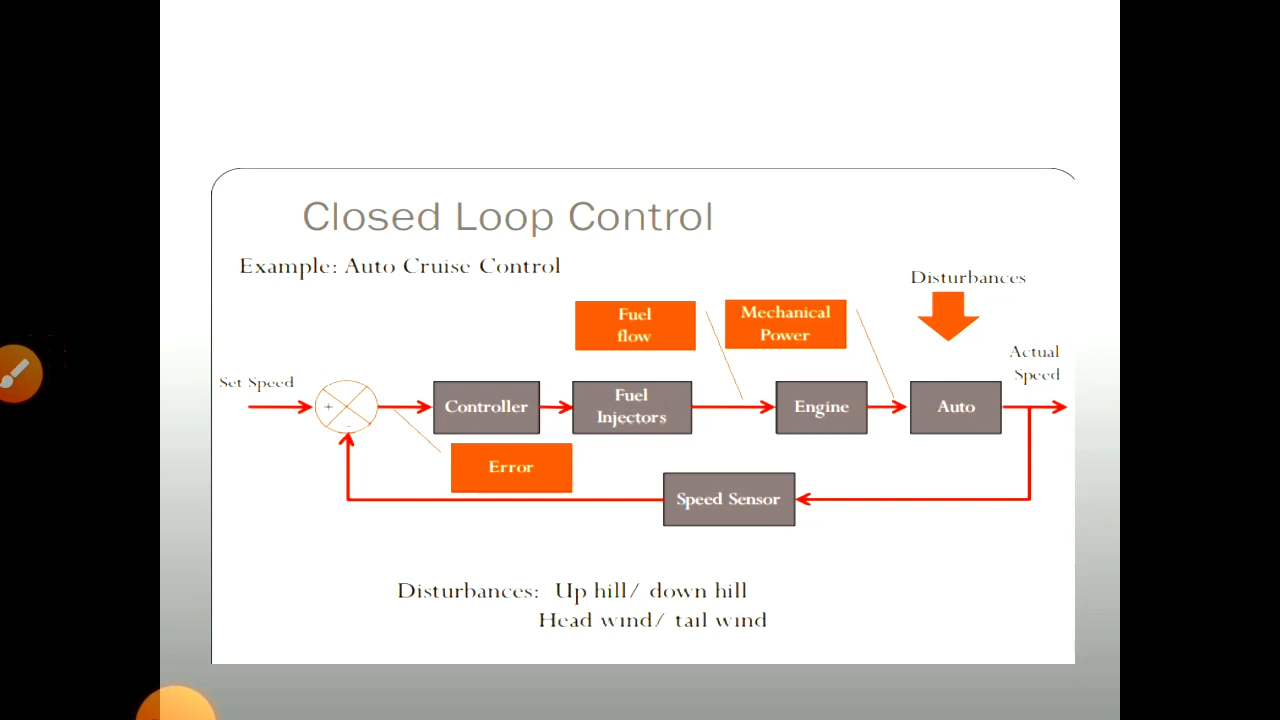 Closed Loop Control
Example: Auto Cruise Control
Disturbances
Fuel
flow
Mechanical
Power
Actual
Speed
Set Speed
+
-
Controller
Fuel
Injectors
Engine
Auto
Error
Speed Sensor
Disturbances: Up hill/ down hill
Head wind/ tail wind